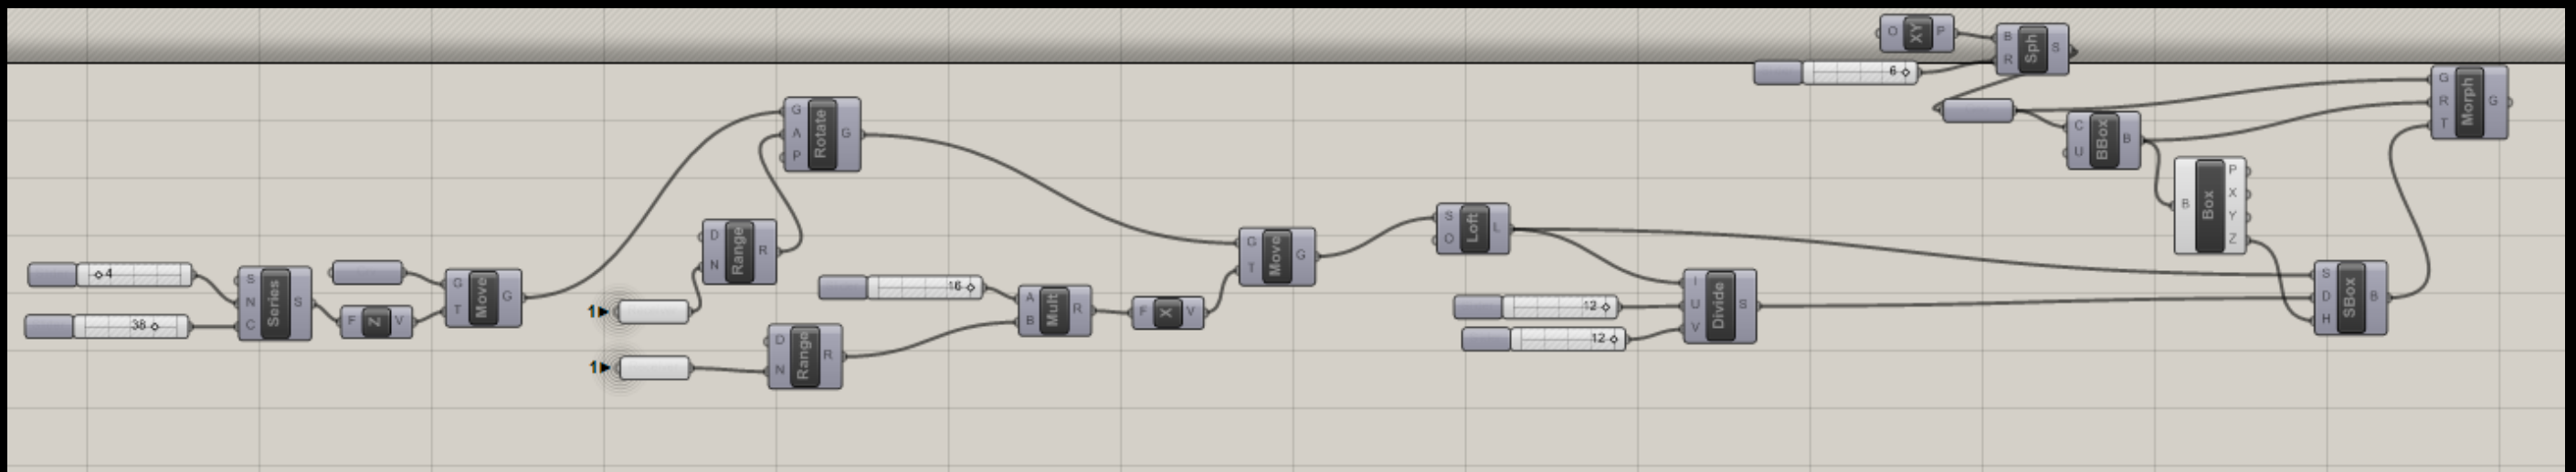 4
38
S
N
C
Series
S
F
Z
V
G
T
Move
G
1
1
D
N
Range
R
G
A
P
Rotate
G
D
N
Range
R
16
A
B
Mult
R
F
X
V
G
T
Move
G
S
O
Loft
L
12
12
I
U
V
Divide
S
O
XY
P
6
B
R
Sph
S
C
U
BBox
B
B
Box
P
X
Y
Z
S
D
H
SBox
B
G
R
T
Morph
G